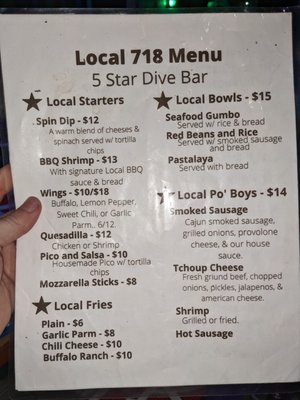 Local 718 Menu
5 Star Dive Bar
Local Starters
Spin Dip - $12
A warm blend of cheeses &
spinach served w/ tortilla
chips
BBQ Shrimp - $13
With signature Local BBQ
sauce & bread
Wings - $10/$18
Buffalo, Lemon Pepper,
Sweet Chili, or Garlic
Parm.. 6/12.
Quesadilla - $12
Chicken or Shrimp
Pico and Salsa - $10
Housemade Pico w/ tortilla
chips
Mozzarella Sticks - $8
Local Fries
Plain - $6
Garlic Parm - $8
Chili Cheese - $10
Buffalo Ranch - $10
Local Bowls - $15
Seafood Gumbo
Served w/ rice & bread
Red Beans and Rice
Served w/ smoked sausage
and bread
Pastalaya
Served with bread
Local Po' Boys - $14
Smoked Sausage
Cajun smoked sausage,
grilled onions, provolone
cheese, & our house
sauce.
Tchoup Cheese
Fresh griund beef, chopped
onions, pickles, jalapenos, &
american cheese.
Shrimp
Grilled or fried.
Hot Sausage